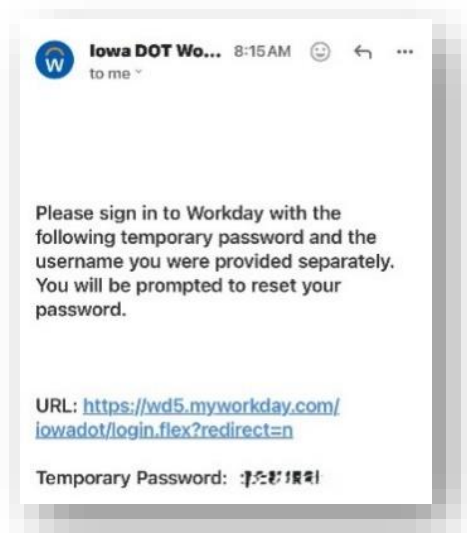 Iowa DOT Wo... 8:15 AM
to me
Please sign in to Workday with the
following temporary password and the
username you were provided separately.
You will be prompted to reset your
password.
URL: https://wd5.myworkday.com/
iowadot/login.flex?redirect=n
Temporary Password: